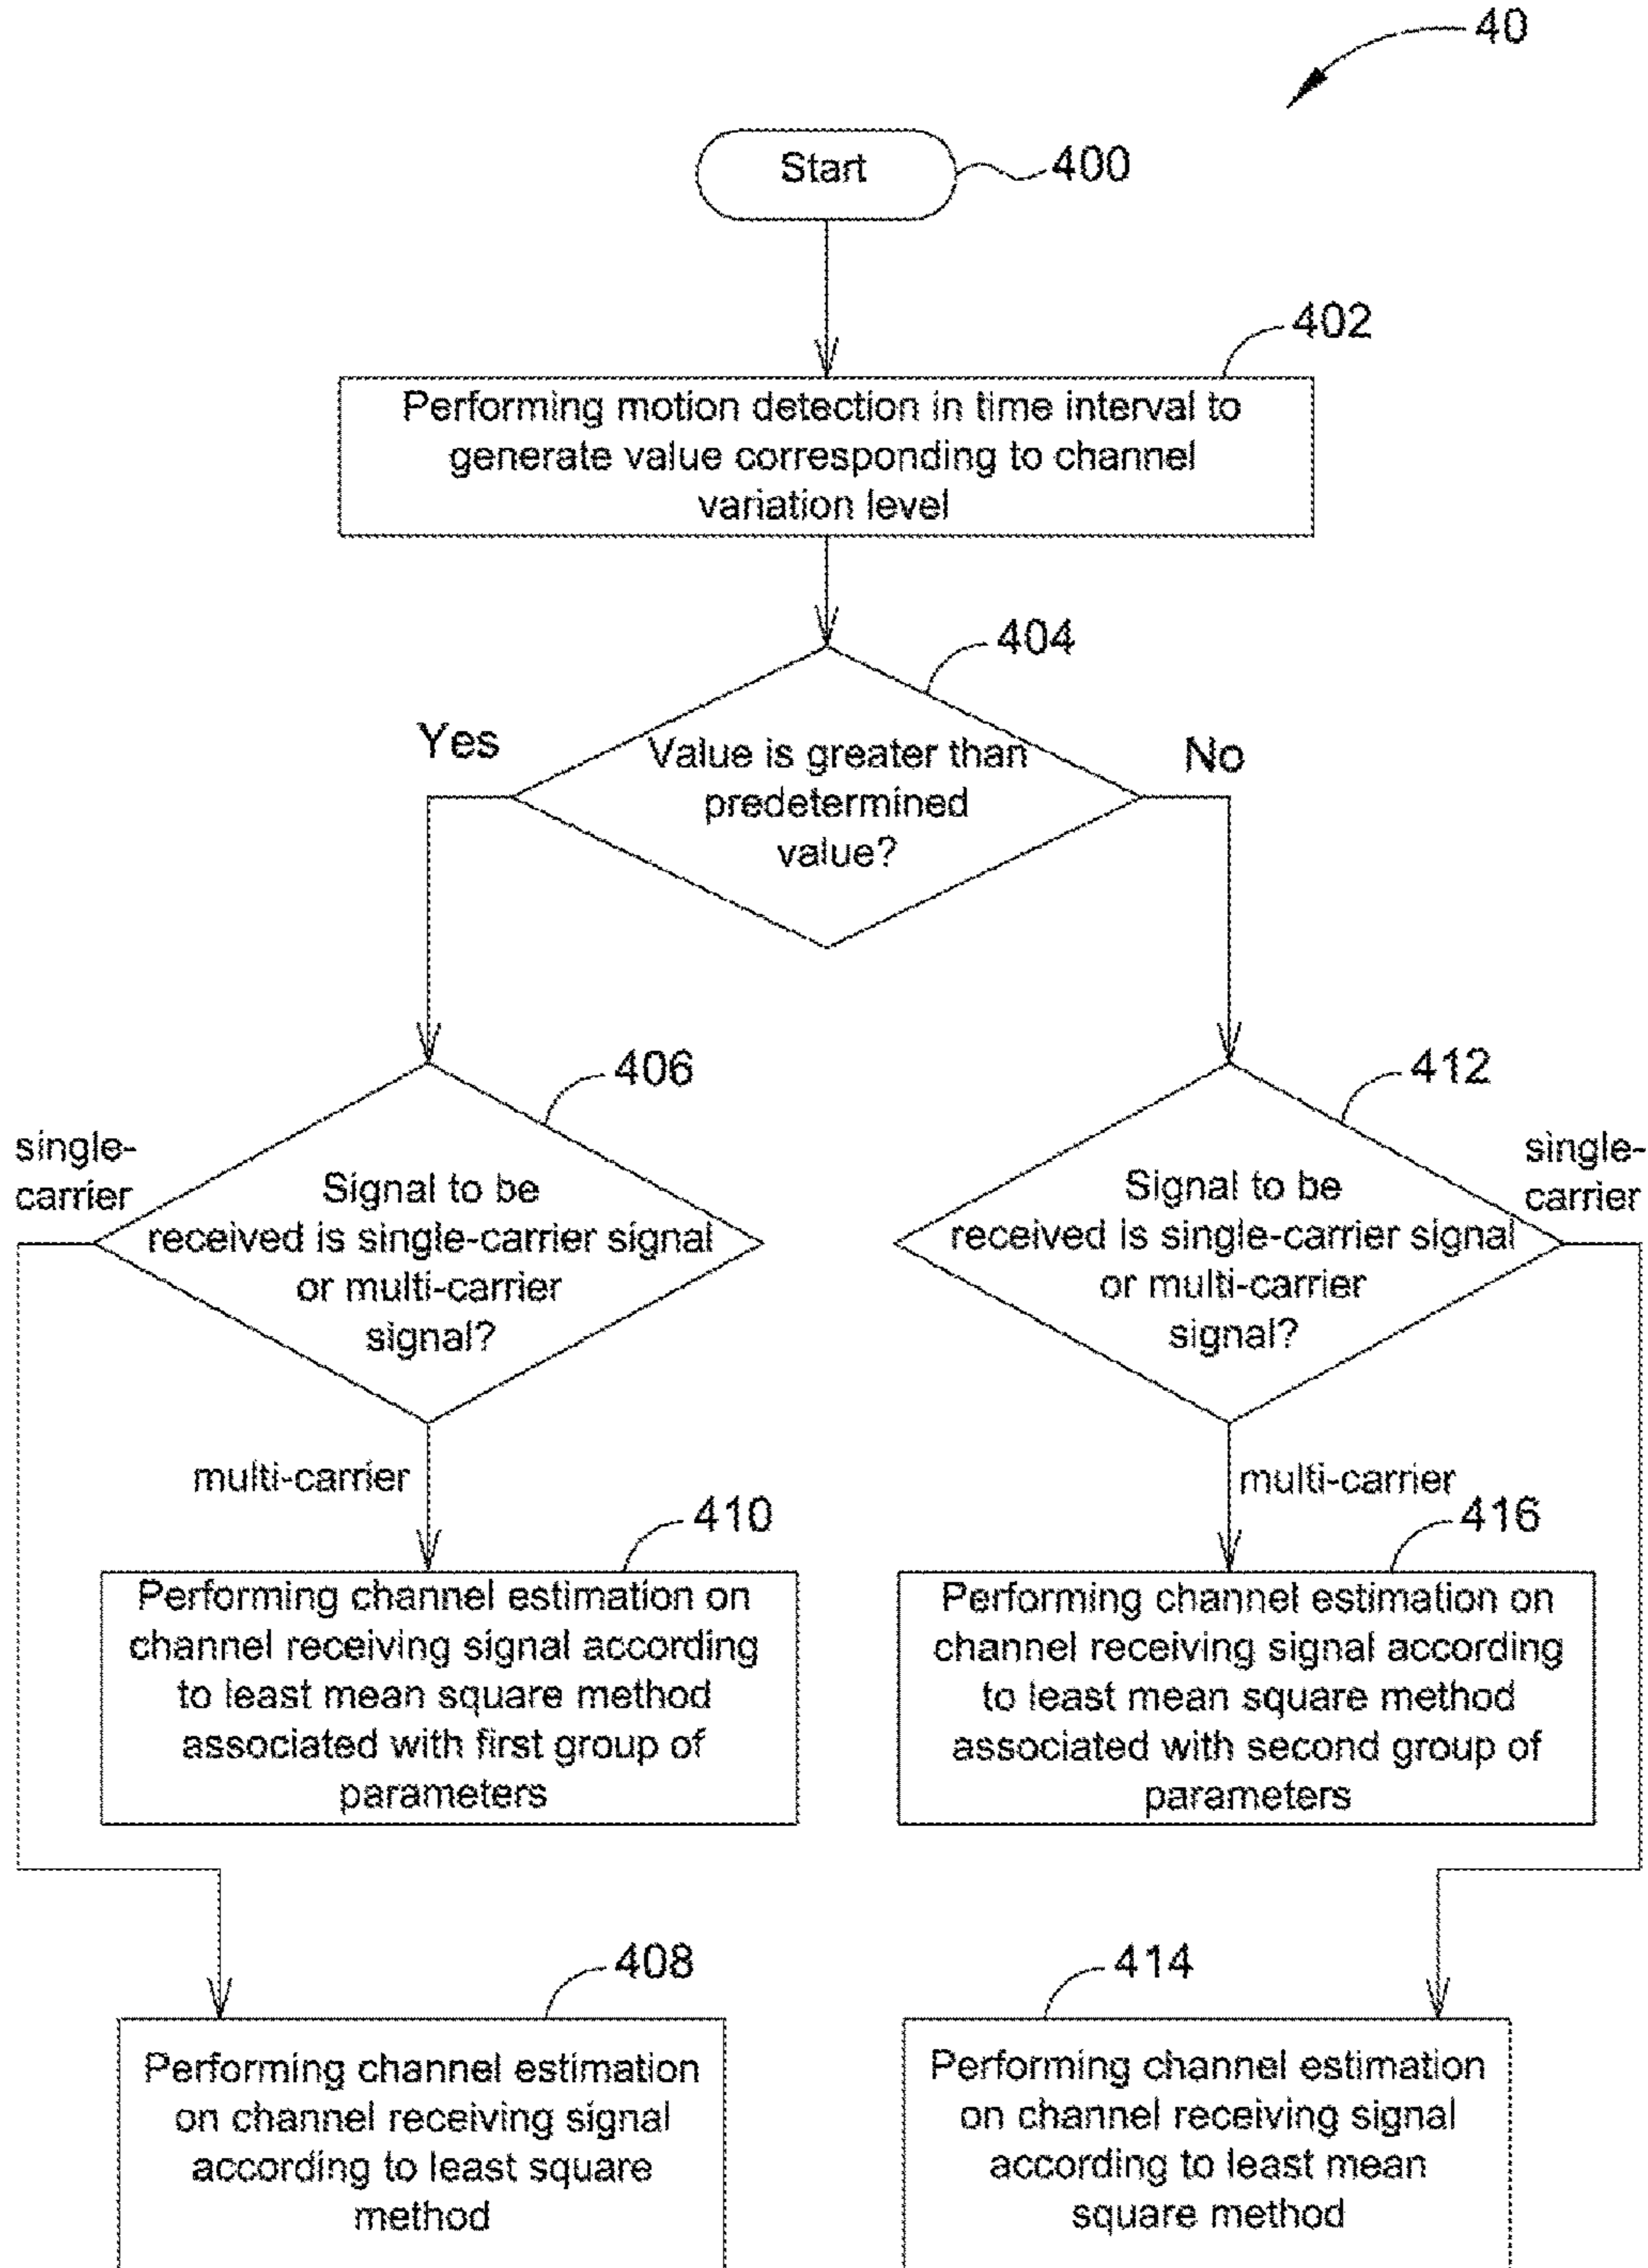 40
Start
400
402
Performing motion detection in time interval to
generate value corresponding to channel
variation level
404
Yes
No
Value is greater than
predetermined
value?
406
412
single-
carrier
single-
carrier
Signal to be
received is single-carrier signal
or multi-carrier
signal?
Signal to be
received is single-carrier signal
or multi-carrier
signal?
multi-carrier
multi-carrier
410
416
Performing channel estimation on
channel receiving signal according
to least mean square method
associated with first group of
parameters
Performing channel estimation on
channel receiving signal according
to least mean square method
associated with second group of
parameters
408
414
Performing channel estimation
on channel receiving signal
according to least square
method
Performing channel estimation
on channel receiving signal
according to least mean
square method